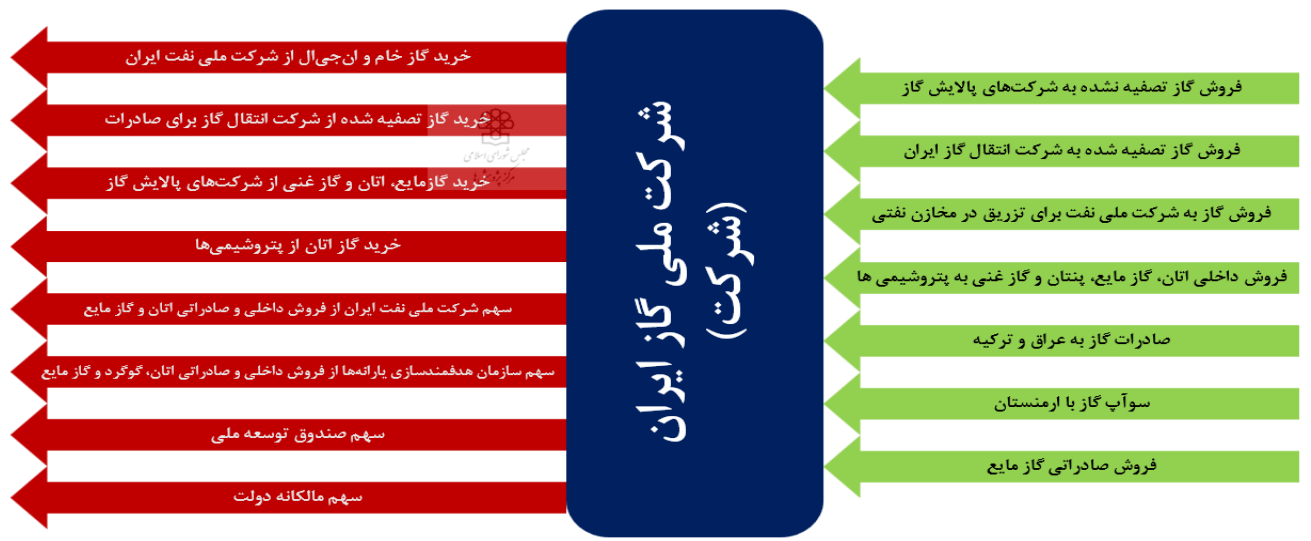 فروش گاز تصفیه نشده به شرکت‌های پالایش گاز
فروش گاز تصفیه شده به شرکت انتقال گاز ایران
فروش گاز به شرکت ملی نفت برای تزریق در مخازن نفتی
فروش داخلی اتان، گاز مایع، پنتان و گاز غنی به پتروشیمی ها
صادرات گاز به عراق و ترکیه
سوآپ گاز با ارمنستان
فروش صادراتی گاز مایع
شرکت ملی گاز ایران
(شرکت)
خرید گاز خام و ان‌جی‌ال از شرکت ملی نفت ایران
خرید گاز تصفیه شده از شرکت انتقال گاز برای صادرات
خرید گازمایع، اتان و گاز غنی از شرکت‌های پالایش گاز
خرید گاز اتان از پتروشیمی‌ها
سهم شرکت ملی نفت ایران از فروش داخلی و صادراتی اتان و گاز مایع
سهم سازمان هدفمندسازی یارانه‌ها از فروش داخلی و صادراتی اتان، گوگرد و گاز مایع
سهم صندوق توسعه ملی
سهم مالکانه دولت
مجلس شورای اسلامی
مرکز پژوهش‌ها